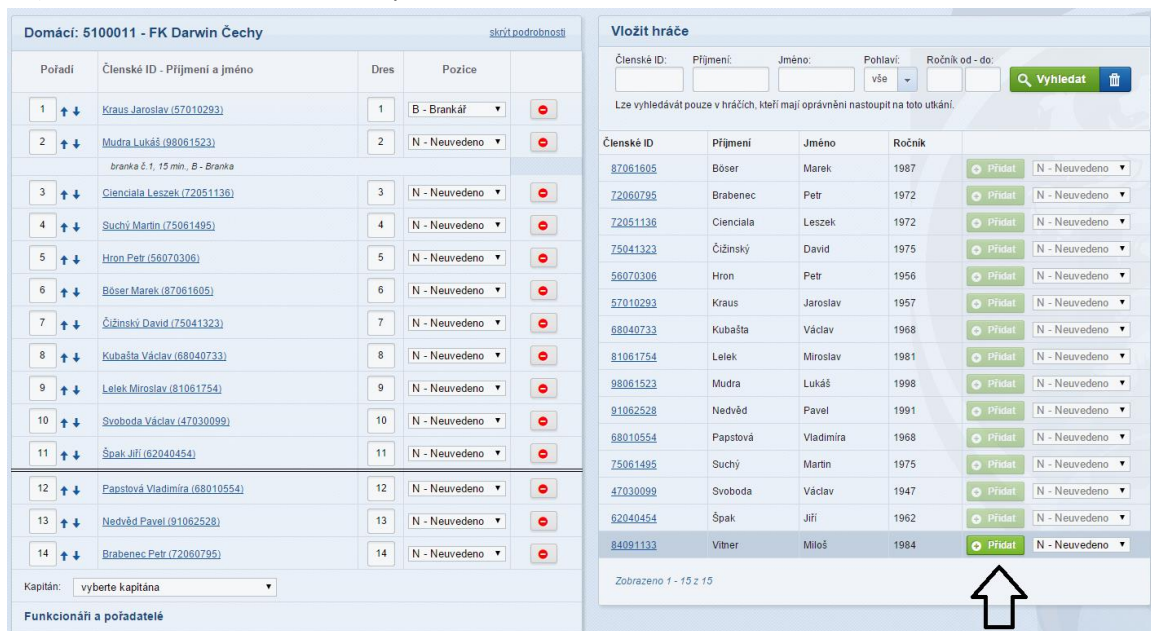 Domácí: 5100011 - FK Darwin Čechy skrýt podrobnosti
Pořadí Členské ID - Příjmení a jméno Dres Pozice
1 Kraus Jaroslav (57010293) 1 B - Brankář
2 Mudra Lukáš (98061523) 2 N - Neuvedeno
branka č.1, 15 min., B - Branka
3 Cienciala Leszek (72051136) 3 N - Neuvedeno
4 Suchý Martin (75061495) 4 N - Neuvedeno
5 Hron Petr (56070306) 5 N - Neuvedeno
6 Böser Marek (87061605) 6 N - Neuvedeno
7 Čižinský David (75041323) 7 N - Neuvedeno
8 Kubašta Václav (68040733) 8 N - Neuvedeno
9 Lelek Miroslav (81061754) 9 N - Neuvedeno
10 Svoboda Václav (47030099) 10 N - Neuvedeno
11 Špak Jiří (62040454) 11 N - Neuvedeno
12 Papstová Vladimíra (68010554) 12 N - Neuvedeno
13 Nedvěd Pavel (91062528) 13 N - Neuvedeno
14 Brabenec Petr (72060795) 14 N - Neuvedeno
Kapitán: vyberte kapitána
Funkcionáři a pořadatelé
Vložit hráče
Členské ID: Příjmení: Jméno: Pohlaví: Ročník od - do:
vše Vyhledat
Lze vyhledávat pouze v hráčích, kteří mají oprávnění nastoupit na toto utkání.
Členské ID Příjmení Jméno Ročník
87061605 Böser Marek 1987 Přidat N - Neuvedeno
72060795 Brabenec Petr 1972 Přidat N - Neuvedeno
72051136 Cienciala Leszek 1972 Přidat N - Neuvedeno
75041323 Čižinský David 1975 Přidat N - Neuvedeno
56070306 Hron Petr 1956 Přidat N - Neuvedeno
57010293 Kraus Jaroslav 1957 Přidat N - Neuvedeno
68040733 Kubašta Václav 1968 Přidat N - Neuvedeno
81061754 Lelek Miroslav 1981 Přidat N - Neuvedeno
98061523 Mudra Lukáš 1998 Přidat N - Neuvedeno
91062528 Nedvěd Pavel 1991 Přidat N - Neuvedeno
68010554 Papstová Vladimíra 1968 Přidat N - Neuvedeno
75061495 Suchý Martin 1975 Přidat N - Neuvedeno
47030099 Svoboda Václav 1947 Přidat N - Neuvedeno
62040454 Špak Jiří 1962 Přidat N - Neuvedeno
84091133 Vitner Miloš 1984 Přidat N - Neuvedeno
Zobrazeno 1 - 15 z 15